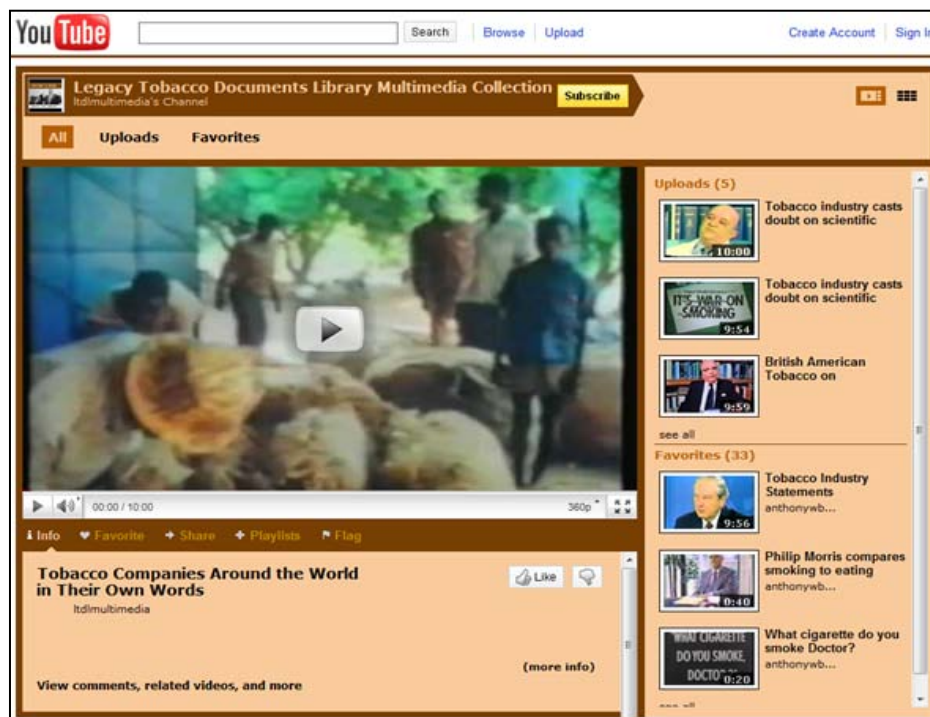 YouTube Search Browse Upload Create Account Sign In
Legacy Tobacco Documents Library Multimedia Collection
ltdlmultimedia's Channel
Subscribe
All Uploads Favorites
00:00 / 10:00 360p
Info Favorite Share Playlists Flag
Tobacco Companies Around the World
in Their Own Words
ltdlmultimedia
Like
(more info)
View comments, related videos, and more
Uploads (5)
10:00
Tobacco industry casts
doubt on scientific
IT'S WAR ON
SMOKING
9:54
Tobacco industry casts
doubt on scientific
9:59
British American
Tobacco on
see all
Favorites (33)
9:56
Tobacco Industry
Statements
anthonywb...
0:40
Philip Morris compares
smoking to eating
anthonywb...
WHAT CIGARETTE
DO YOU SMOKE,
0:20
What cigarette do you
smoke Doctor?
anthonywb...
see all